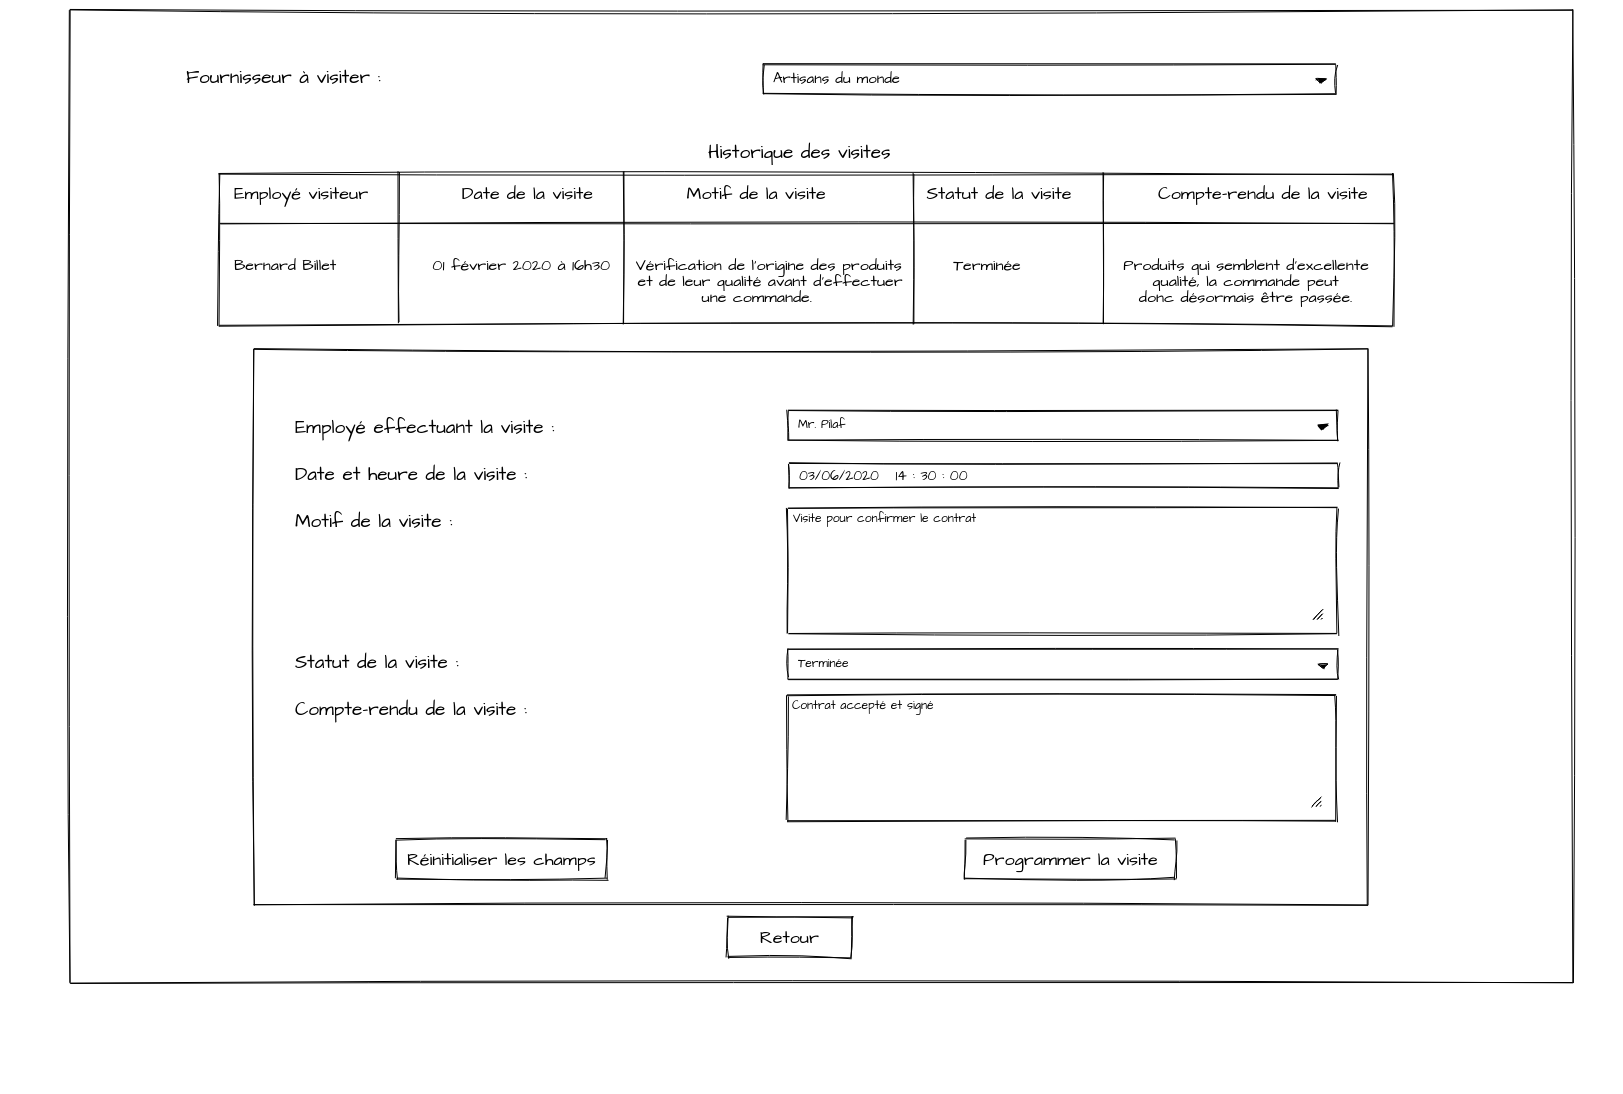 Fournisseur à visiter :
Artisans du monde
Historique des visites
Employé visiteur
Date de la visite
Motif de la visite
Statut de la visite
Compte-rendu de la visite
Bernard Billet
01 février 2020 à 16h30
Vérification de l'origine des produits
et de leur qualité avant d'effectuer
une commande.
Terminée
Produits qui semblent d'excellente
qualité, la commande peut
donc désormais être passée.
Employé effectuant la visite :
Mr. Pilaf
Date et heure de la visite :
03/06/2020 14 : 30 : 00
Motif de la visite :
Visite pour confirmer le contrat
Statut de la visite :
Terminée
Compte-rendu de la visite :
Contrat accepté et signé
Réinitialiser les champs
Programmer la visite
Retour